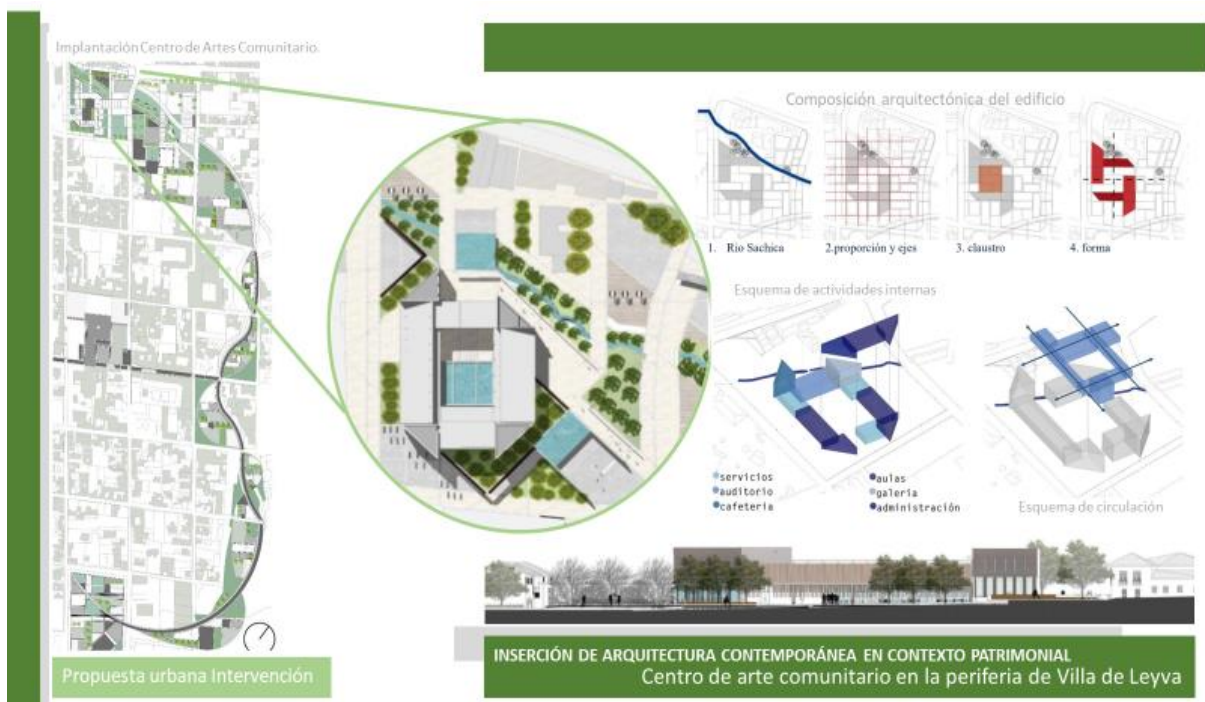 Implantación Centro de Artes Comunitario.
Composición arquitectónica del edificio
1. Rio Sachica
2.proporción y ejes
3. claustro
4. forma
Esquema de actividades internas
servicios
auditorio
cafeteria
aulas
galeria
administración
Esquema de circulación
Propuesta urbana Intervención
INSERCIÓN DE ARQUITECTURA CONTEMPORÁNEA EN CONTEXTO PATRIMONIAL
Centro de arte comunitario en la periferia de Villa de Leyva